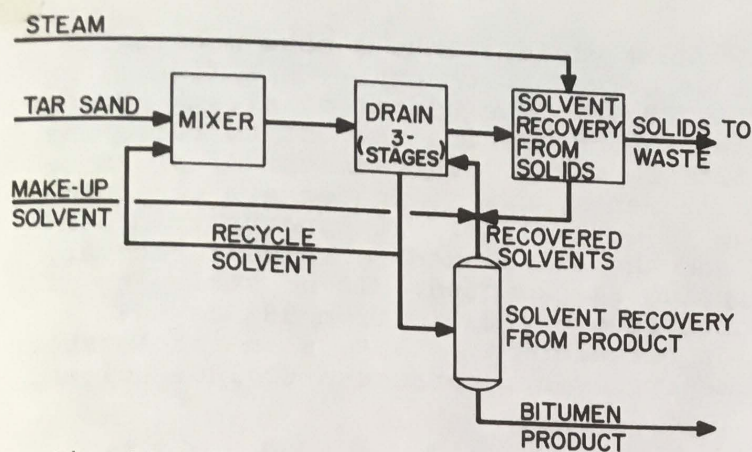 STEAM
TAR SAND
MIXER
DRAIN
(3-
STAGES)
SOLVENT
RECOVERY
FROM
SOLIDS
SOLIDS TO
WASTE
MAKE-UP
SOLVENT
RECYCLE
SOLVENT
RECOVERED
SOLVENTS
SOLVENT RECOVERY
FROM PRODUCT
BITUMEN
PRODUCT